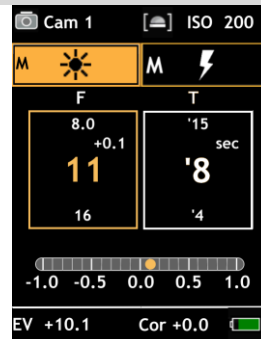 Cam 1 [ ] ISO 200
M M
F T
8.0 '15
+0.1 sec
11 '8
16 '4
-1.0 -0.5 0.0 0.5 1.0
EV +10.1 Cor +0.0